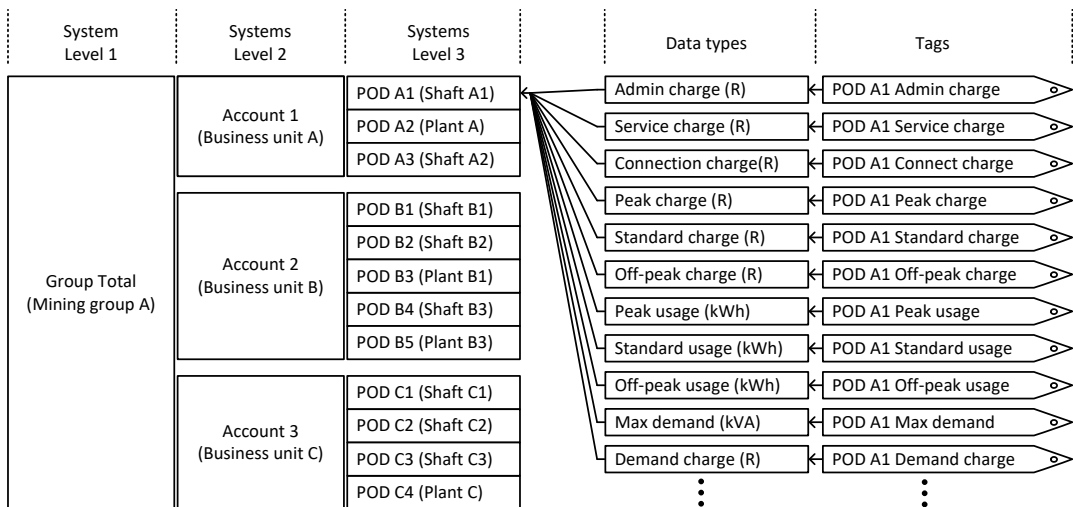 System
Level 1
Systems
Level 2
Systems
Level 3
Data types
Tags
Group Total
(Mining group A)
Account 1
(Business unit A)
POD A1 (Shaft A1)
POD A2 (Plant A)
POD A3 (Shaft A2)
Account 2
(Business unit B)
POD B1 (Shaft B1)
POD B2 (Shaft B2)
POD B3 (Plant B1)
POD B4 (Shaft B3)
POD B5 (Plant B3)
Account 3
(Business unit C)
POD C1 (Shaft C1)
POD C2 (Shaft C2)
POD C3 (Shaft C3)
POD C4 (Plant C)
Admin charge (R)
POD A1 Admin charge
Service charge (R)
POD A1 Service charge
Connection charge(R)
POD A1 Connect charge
Peak charge (R)
POD A1 Peak charge
Standard charge (R)
POD A1 Standard charge
Off-peak charge (R)
POD A1 Off-peak charge
Peak usage (kWh)
POD A1 Peak usage
Standard usage (kWh)
POD A1 Standard usage
Off-peak usage (kWh)
POD A1 Off-peak usage
Max demand (kVA)
POD A1 Max demand
Demand charge (R)
POD A1 Demand charge